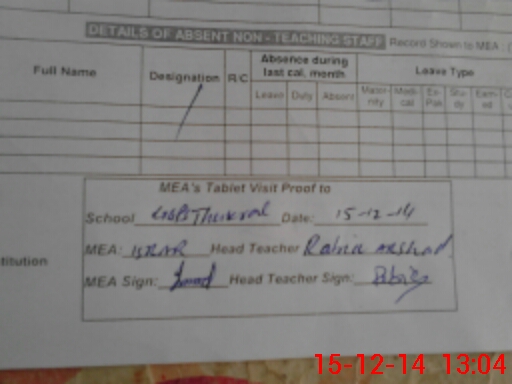 DETAILS OF ABSENT NON - TEACHING STAFF Record Shown to MEA. (
Full Name Designation R C Absence during last cal. month Leave Type
Leave Duty Absent Mater-nity Medi-cal Ex-Pak Stu-dy Earn-ed
MEA's Tablet Visit Proof to
School Date: 15-12-14
MEA: ISRAR Head Teacher Rabia Arshad
titution
MEA Sign: Head Teacher Sign:
15-12-14 13:04